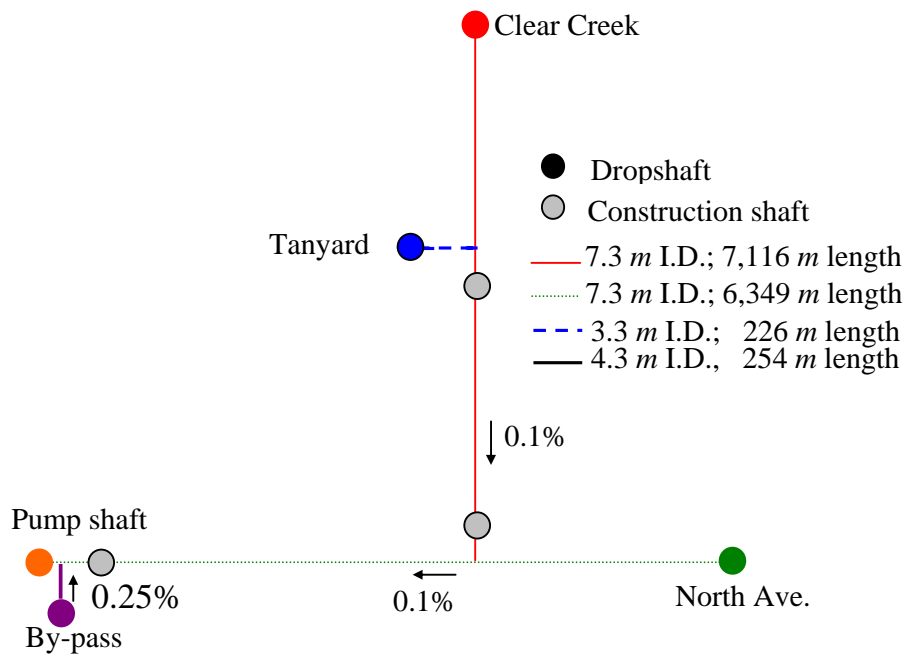 Clear Creek
Dropshaft
Construction shaft
Tanyard
7.3 m I.D.; 7,116 m length
7.3 m I.D.; 6,349 m length
3.3 m I.D.; 226 m length
4.3 m I.D., 254 m length
0.1%
Pump shaft
0.25%
0.1%
North Ave.
By-pass